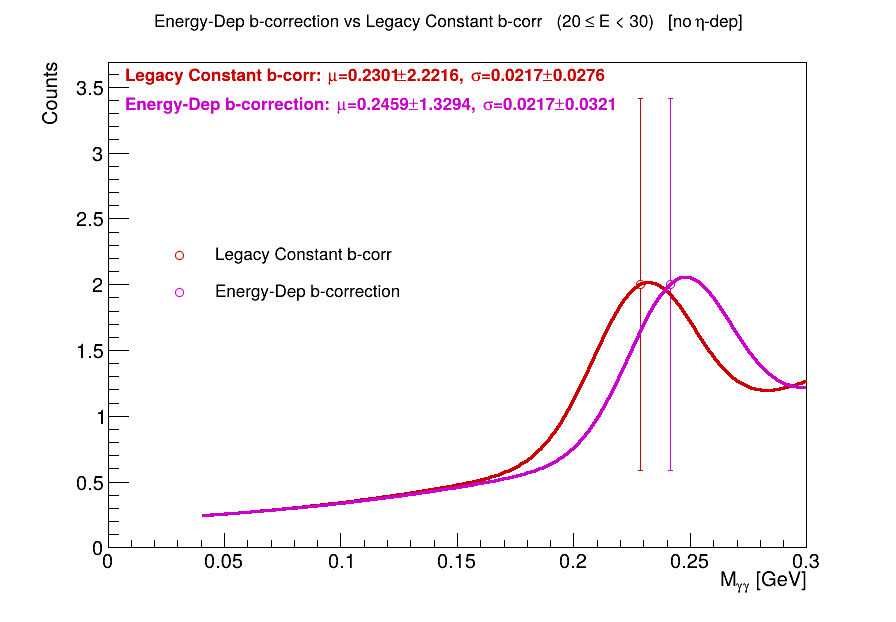 Energy-Dep b-correction vs Legacy Constant b-corr (20 ≤ E < 30) [no η-dep]
Counts
Legacy Constant b-corr: μ=0.2301±2.2216, σ=0.0217±0.0276
Energy-Dep b-correction: μ=0.2459±1.3294, σ=0.0217±0.0321
3.5
3
2.5
2
1.5
1
0.5
0
Legacy Constant b-corr
Energy-Dep b-correction
0 0.05 0.1 0.15 0.2 0.25 0.3
Mγγ [GeV]